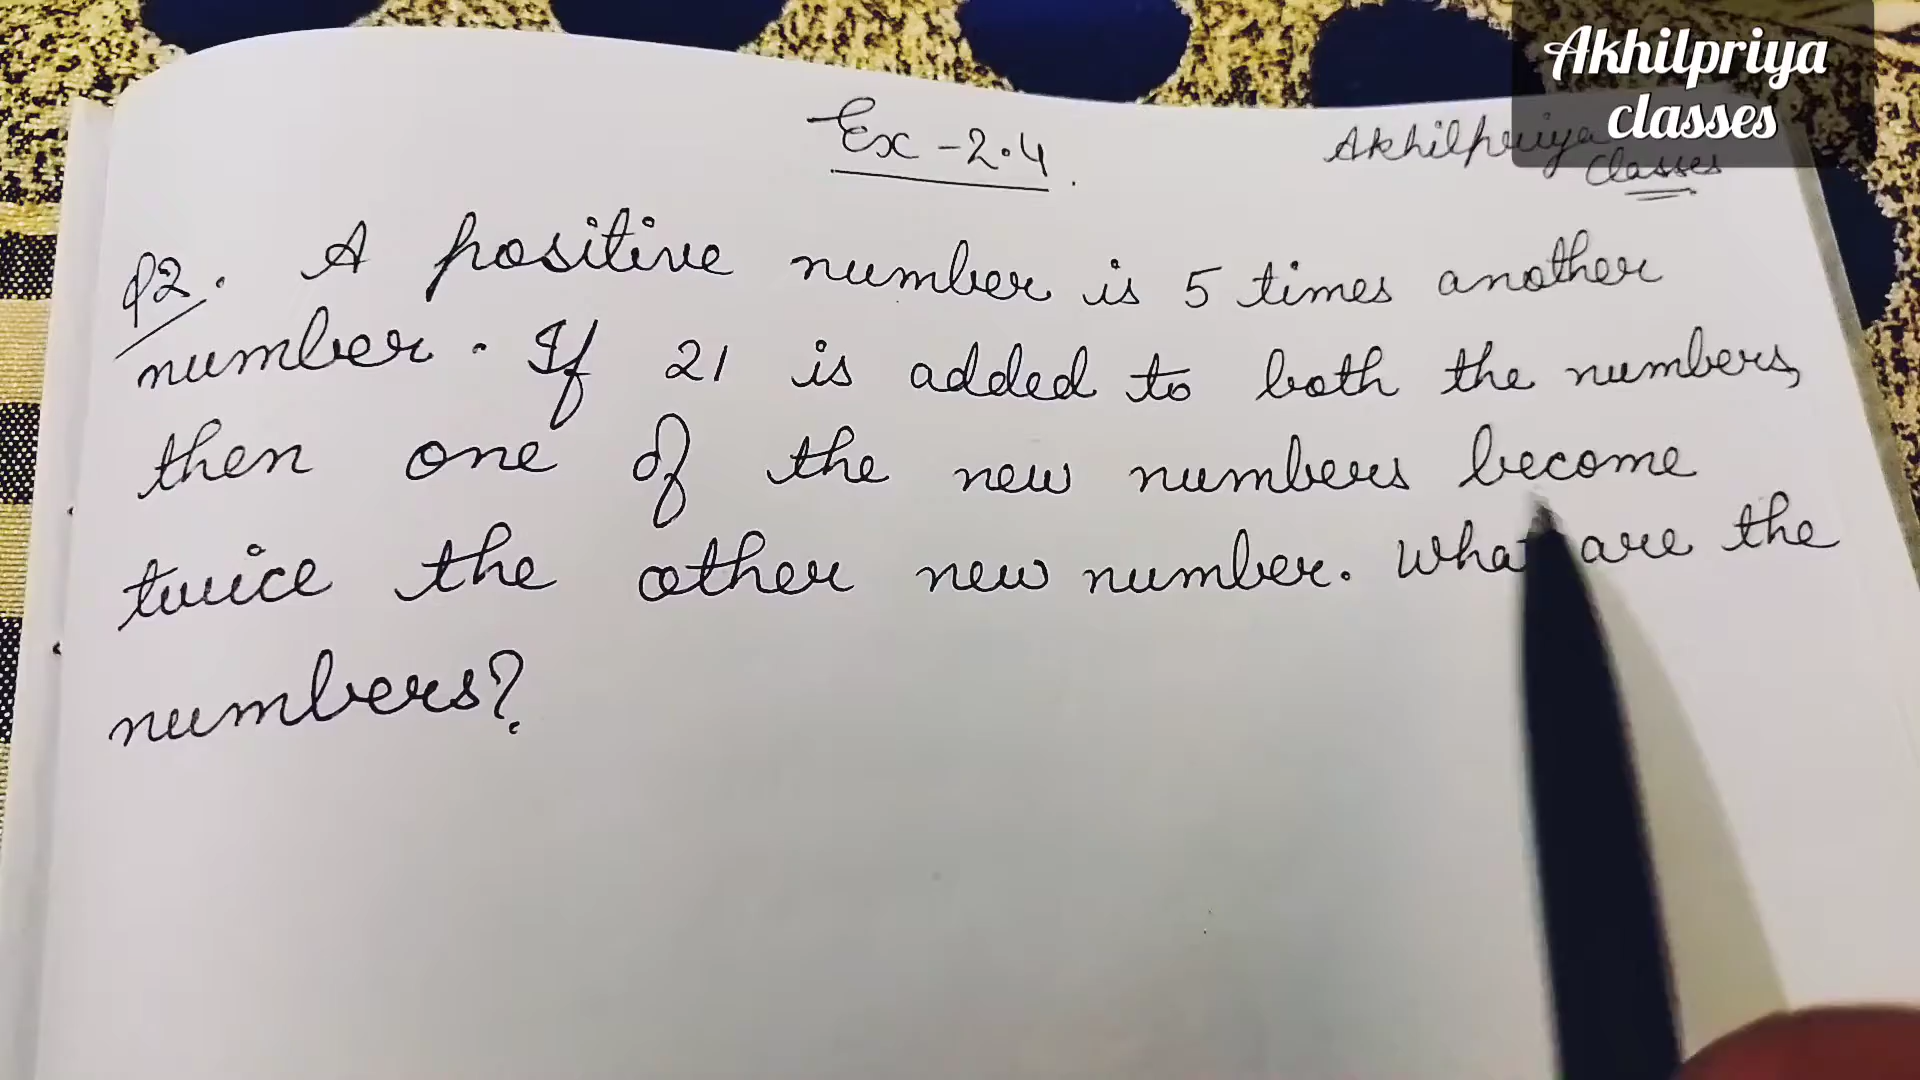 Akhilpriya
classes
Ex - 2.4
Akhilpriya
Classes
Q2. A positive number is 5 times another
number. If 21 is added to both the numbers,
then one of the new numbers become
twice the other new number. What are the
numbers?